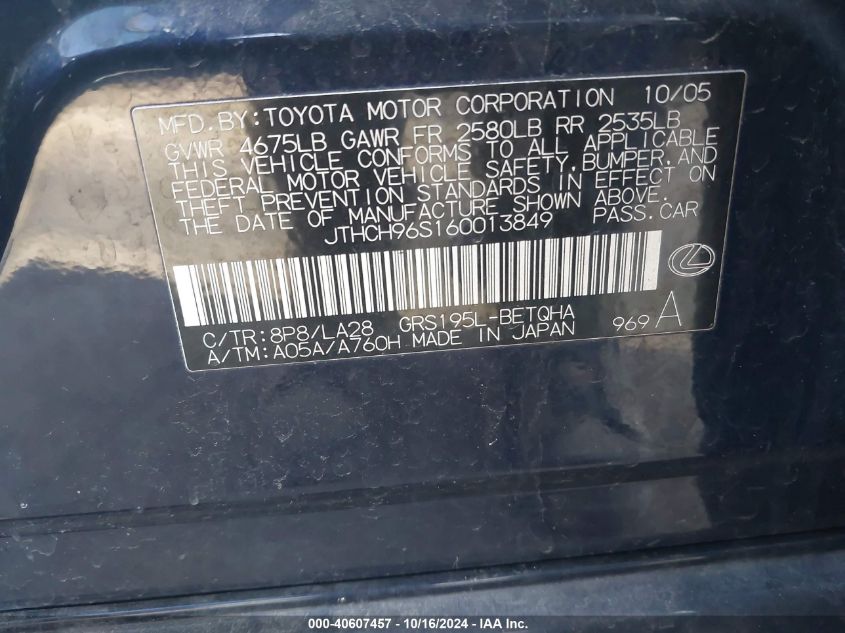 MFD. BY: TOYOTA MOTOR CORPORATION 10/05
GVWR 4675LB GAWR FR 2580LB RR 2535LB
THIS VEHICLE CONFORMS TO ALL APPLICABLE
FEDERAL MOTOR VEHICLE SAFETY, BUMPER, AND
THEFT PREVENTION STANDARDS IN EFFECT ON
THE DATE OF MANUFACTURE SHOWN ABOVE.
JTHCH96S160013849 PASS. CAR
C/TR: 8P8/LA28 GRS195L-BETQHA
A/TM: A05A/A760H MADE IN JAPAN 969 A
000-40607457 - 10/16/2024 - IAA Inc.